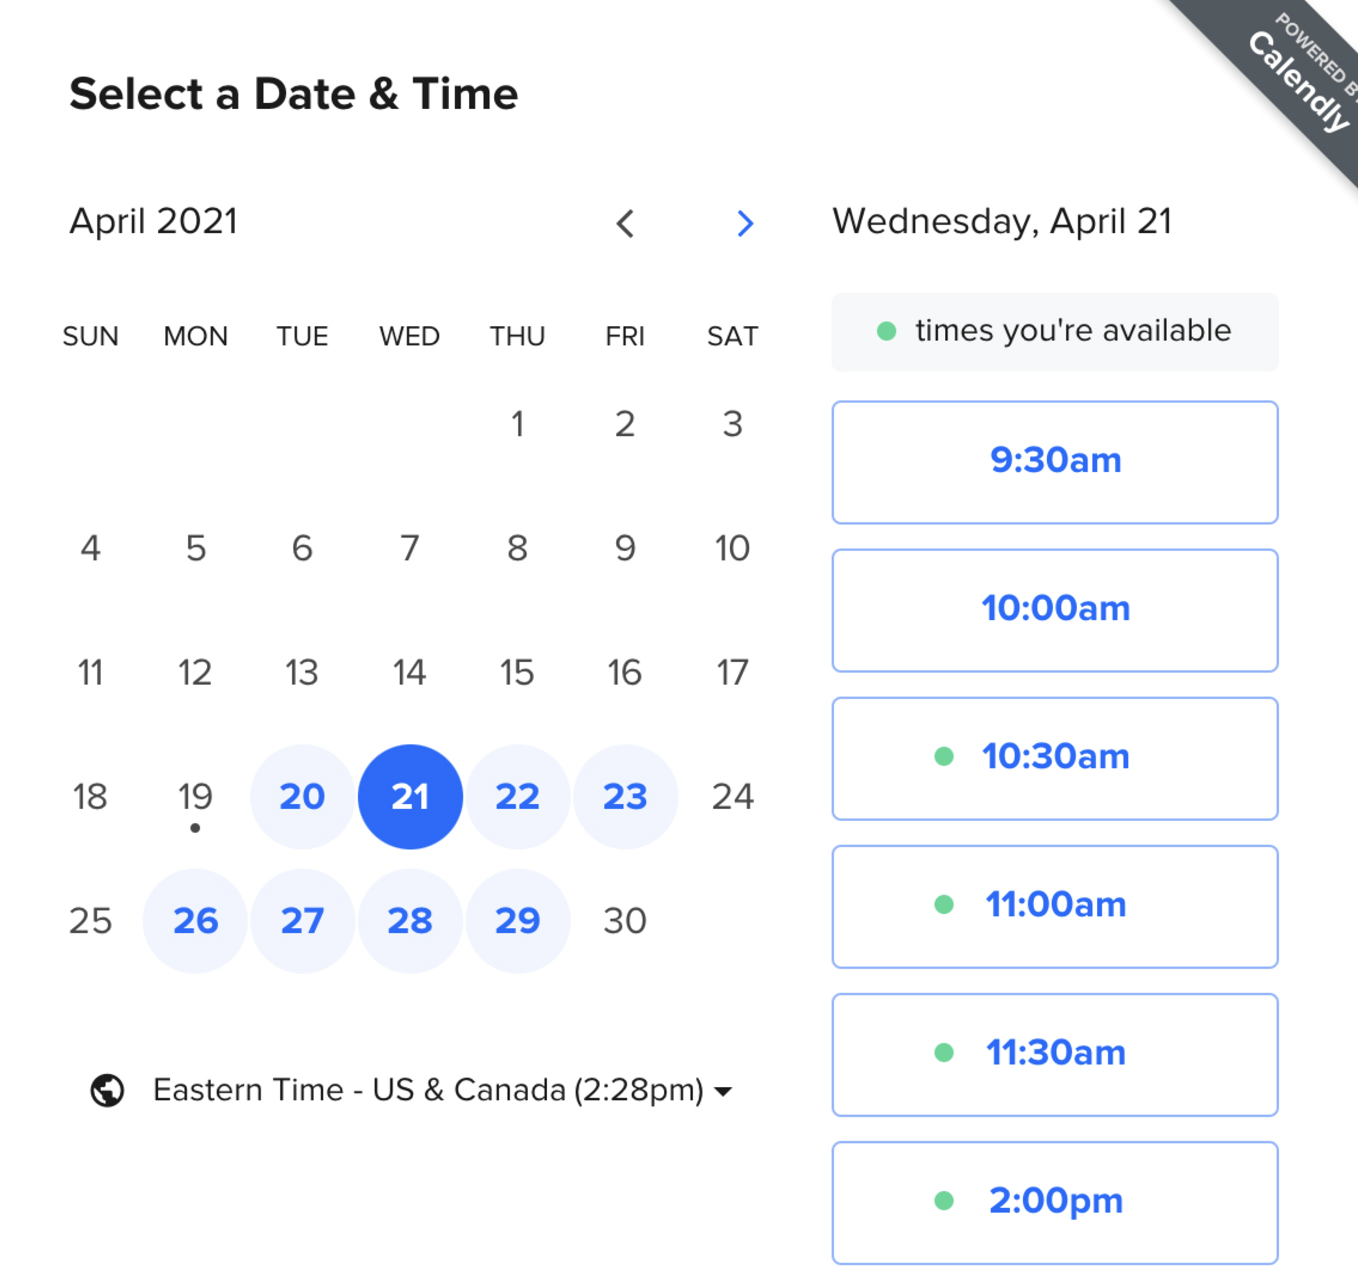 Select a Date & Time
POWERED BY
Calendly
April 2021
SUN MON TUE WED THU FRI SAT
1 2 3
4 5 6 7 8 9 10
11 12 13 14 15 16 17
18 19 20 21 22 23 24
25 26 27 28 29 30
Eastern Time - US & Canada (2:28pm)
Wednesday, April 21
times you're available
9:30am
10:00am
10:30am
11:00am
11:30am
2:00pm